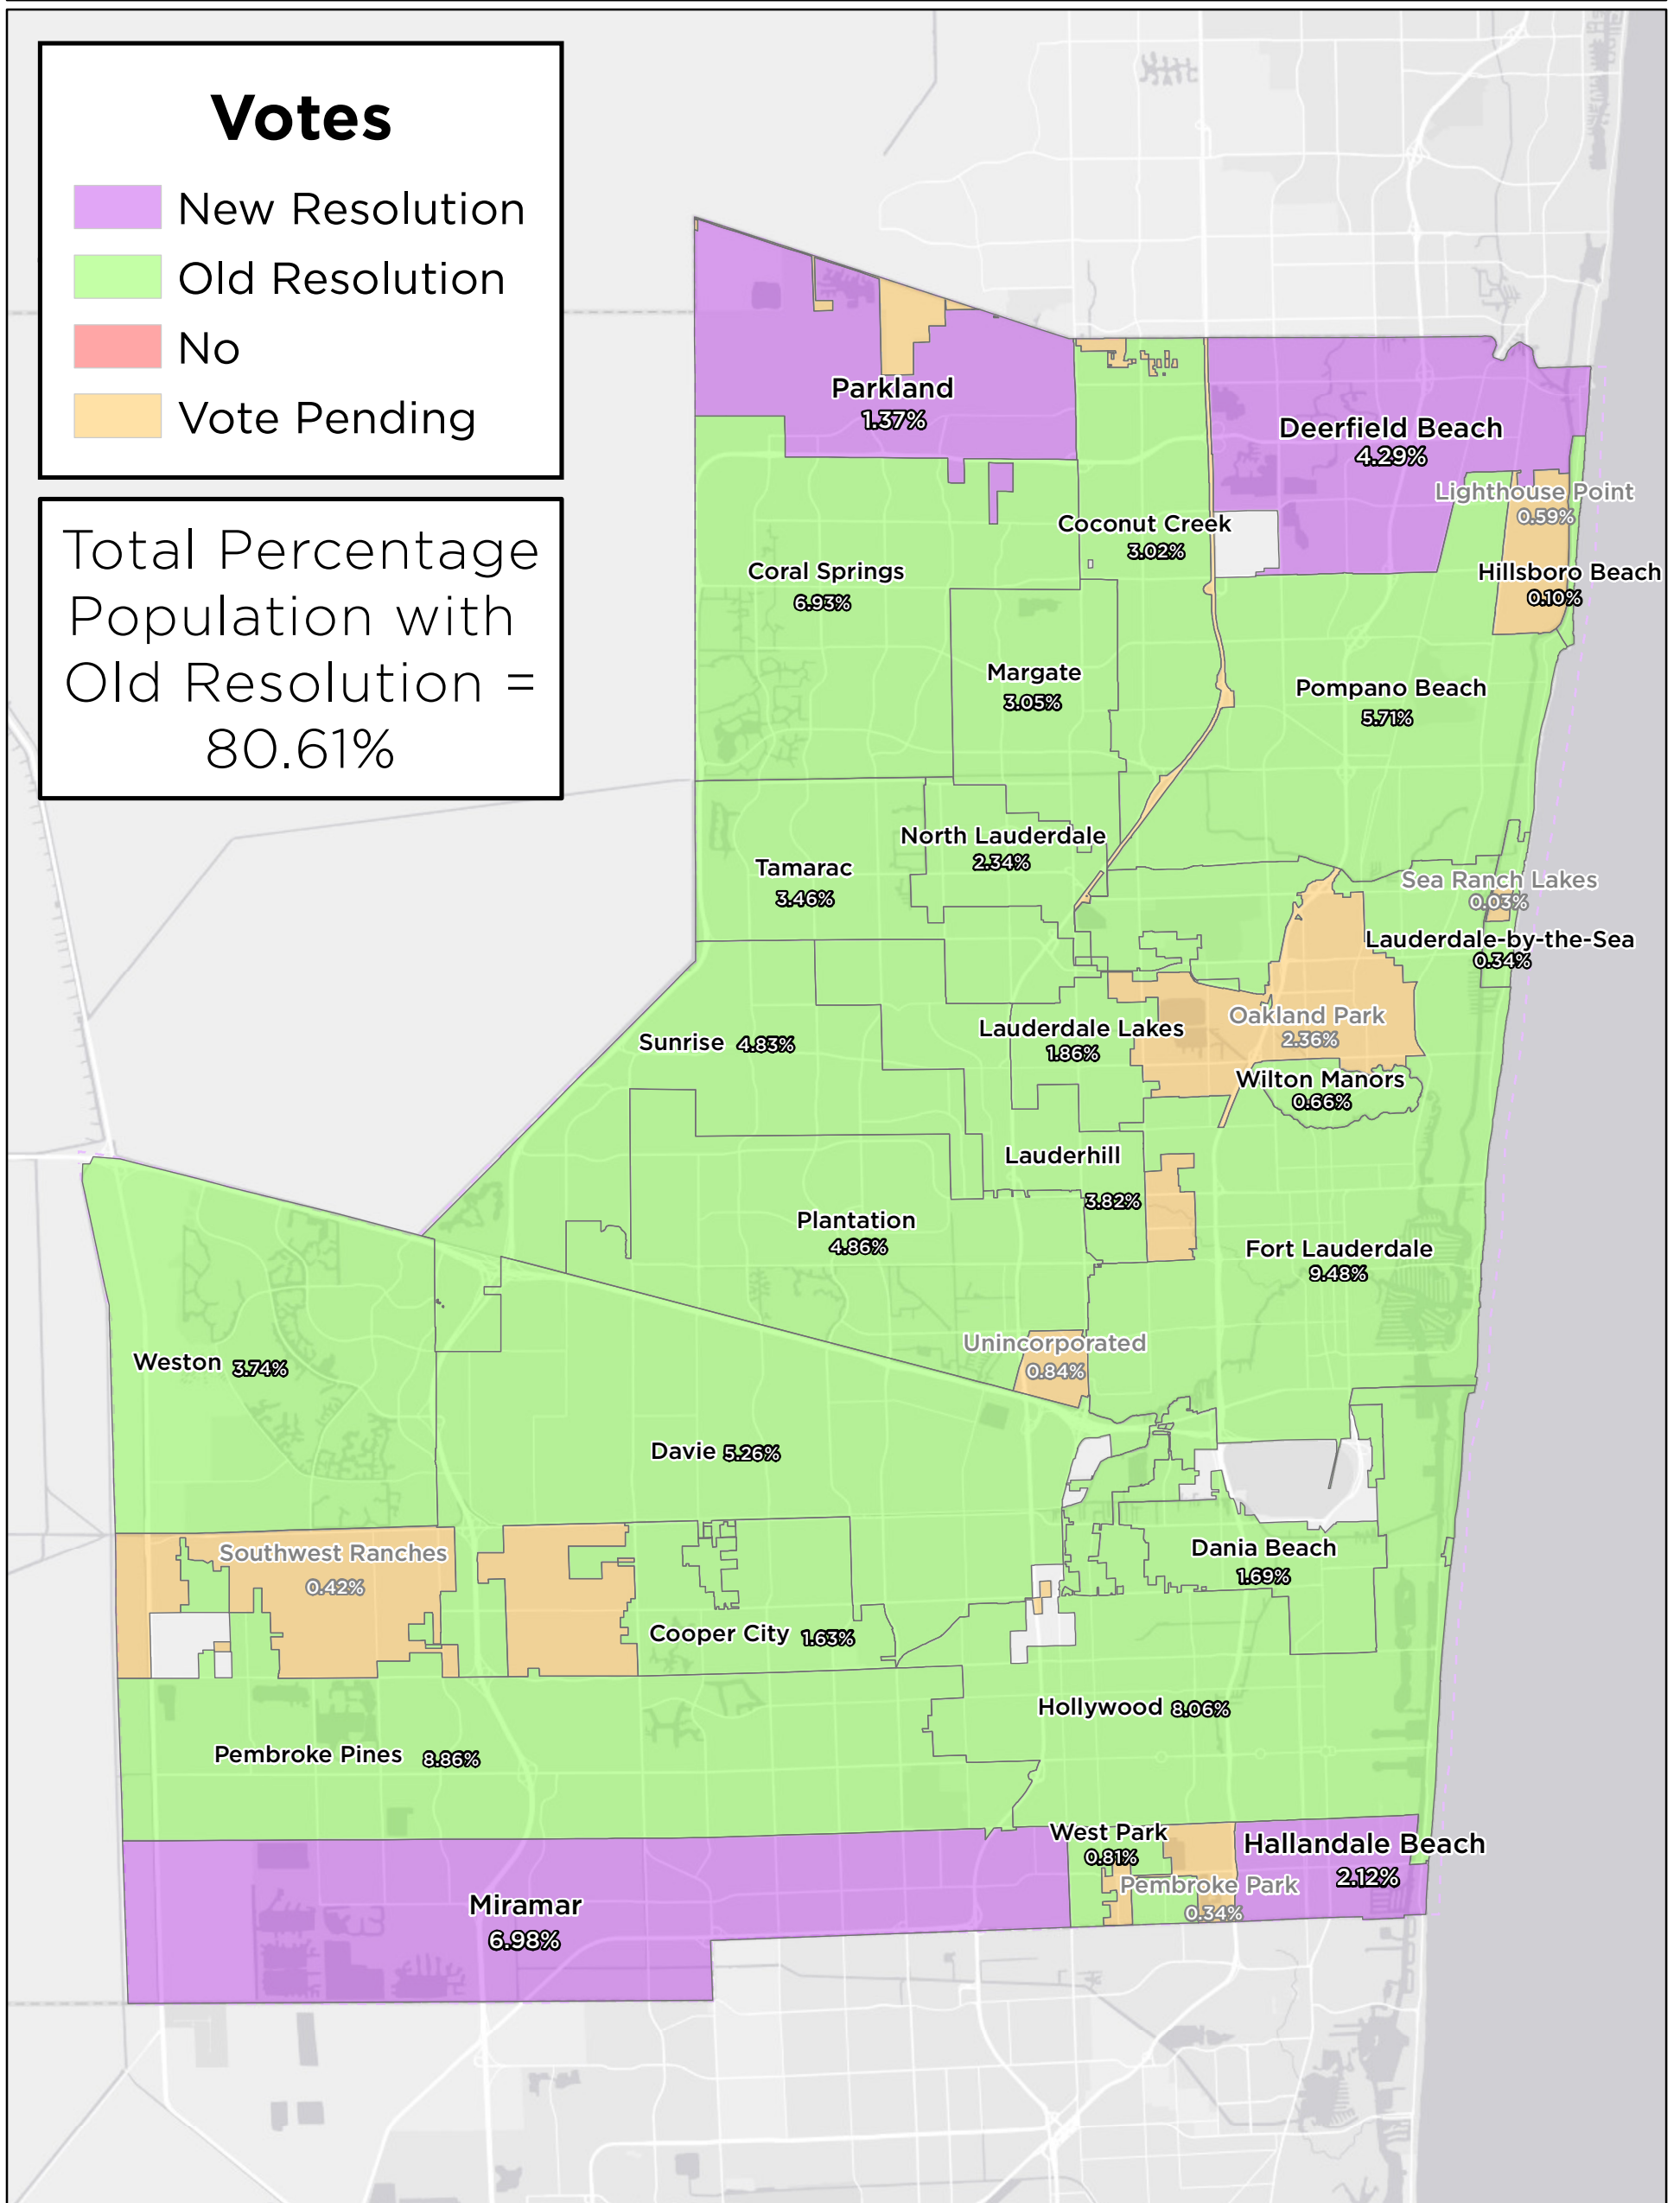 Votes
New Resolution
Old Resolution
No
Vote Pending
Total Percentage
Population with
Old Resolution =
80.61%
Parkland
1.37%
Deerfield Beach
4.29%
Lighthouse Point
0.59%
Coconut Creek
3.02%
Hillsboro Beach
0.10%
Coral Springs
6.93%
Margate
3.05%
Pompano Beach
5.71%
North Lauderdale
2.34%
Tamarac
3.46%
Sea Ranch Lakes
0.03%
Lauderdale-by-the-Sea
0.34%
Oakland Park
2.36%
Lauderdale Lakes
1.86%
Sunrise 4.83%
Wilton Manors
0.66%
Lauderhill
3.82%
Plantation
4.86%
Fort Lauderdale
9.48%
Unincorporated
0.84%
Weston 3.74%
Davie 5.26%
Dania Beach
1.69%
Southwest Ranches
0.42%
Cooper City 1.63%
Hollywood 8.06%
Pembroke Pines 8.86%
West Park
0.81%
Hallandale Beach
2.12%
Pembroke Park
0.34%
Miramar
6.98%